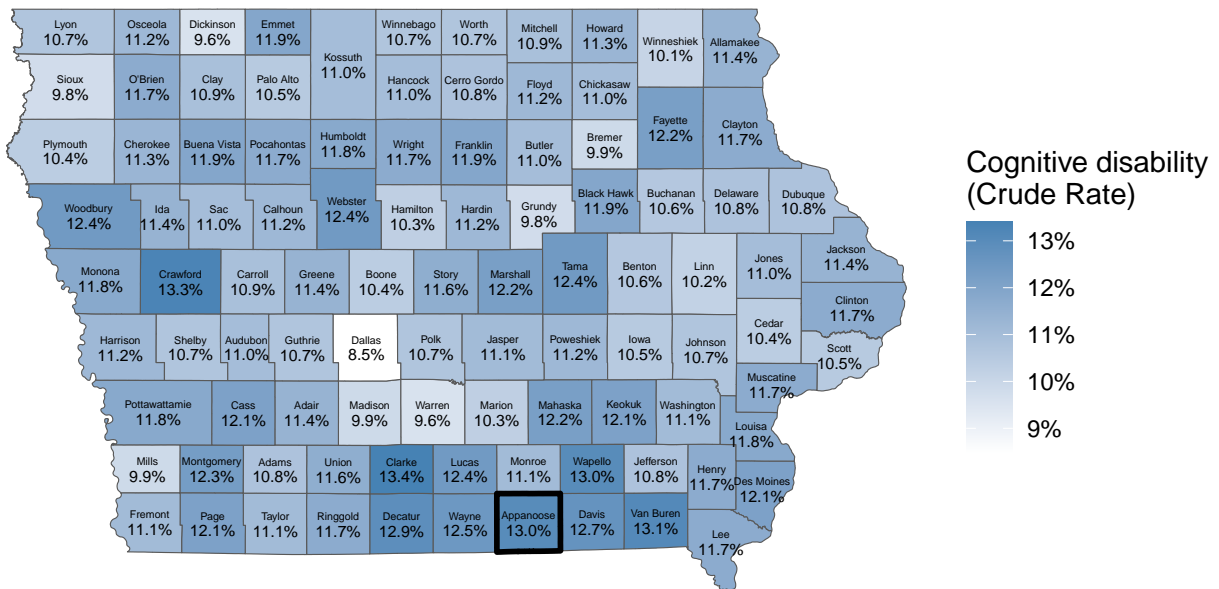 Lyon
10.7%
Osceola
11.2%
Dickinson
9.6%
Emmet
11.9%
Kossuth
11.0%
Winnebago
10.7%
Worth
10.7%
Mitchell
10.9%
Howard
11.3%
Winneshiek
10.1%
Allamakee
11.4%
Sioux
9.8%
O'Brien
11.7%
Clay
10.9%
Palo Alto
10.5%
Hancock
11.0%
Cerro Gordo
10.8%
Floyd
11.2%
Chickasaw
11.0%
Plymouth
10.4%
Cherokee
11.3%
Buena Vista
11.9%
Pocahontas
11.7%
Humboldt
11.8%
Wright
11.7%
Franklin
11.9%
Butler
11.0%
Bremer
9.9%
Fayette
12.2%
Clayton
11.7%
Woodbury
12.4%
Ida
11.4%
Sac
11.0%
Calhoun
11.2%
Webster
12.4%
Hamilton
10.3%
Hardin
11.2%
Grundy
9.8%
Black Hawk
11.9%
Buchanan
10.6%
Delaware
10.8%
Dubuque
10.8%
Monona
11.8%
Crawford
13.3%
Carroll
10.9%
Greene
11.4%
Boone
10.4%
Story
11.6%
Marshall
12.2%
Tama
12.4%
Benton
10.6%
Linn
10.2%
Jones
11.0%
Jackson
11.4%
Clinton
11.7%
Harrison
11.2%
Shelby
10.7%
Audubon
11.0%
Guthrie
10.7%
Dallas
8.5%
Polk
10.7%
Jasper
11.1%
Poweshiek
11.2%
Iowa
10.5%
Johnson
10.7%
Cedar
10.4%
Scott
10.5%
Muscatine
11.7%
Pottawattamie
11.8%
Cass
12.1%
Adair
11.4%
Madison
9.9%
Warren
9.6%
Marion
10.3%
Mahaska
12.2%
Keokuk
12.1%
Washington
11.1%
Louisa
11.8%
Mills
9.9%
Montgomery
12.3%
Adams
10.8%
Union
11.6%
Clarke
13.4%
Lucas
12.4%
Monroe
11.1%
Wapello
13.0%
Jefferson
10.8%
Henry
11.7%
Des Moines
12.1%
Fremont
11.1%
Page
12.1%
Taylor
11.1%
Ringgold
11.7%
Decatur
12.9%
Wayne
12.5%
Appanoose
13.0%
Davis
12.7%
Van Buren
13.1%
Lee
11.7%
Cognitive disability
(Crude Rate)
13%
12%
11%
10%
9%